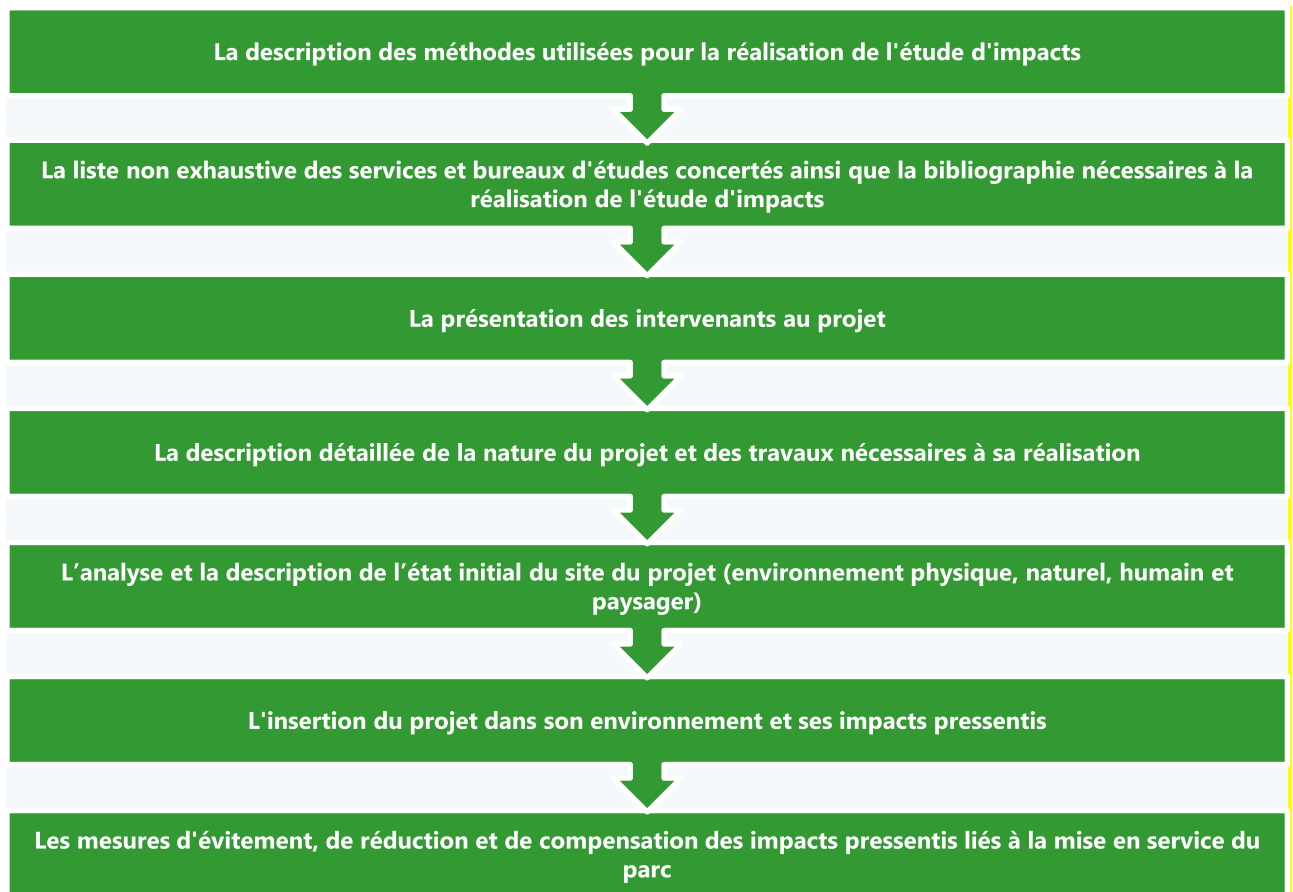 La description des méthodes utilisées pour la réalisation de l'étude d'impacts
La liste non exhaustive des services et bureaux d'études concertés ainsi que la bibliographie nécessaires à la
réalisation de l'étude d'impacts
La présentation des intervenants au projet
La description détaillée de la nature du projet et des travaux nécessaires à sa réalisation
L’analyse et la description de l’état initial du site du projet (environnement physique, naturel, humain et
paysager)
L'insertion du projet dans son environnement et ses impacts pressentis
Les mesures d'évitement, de réduction et de compensation des impacts pressentis liés à la mise en service du
parc